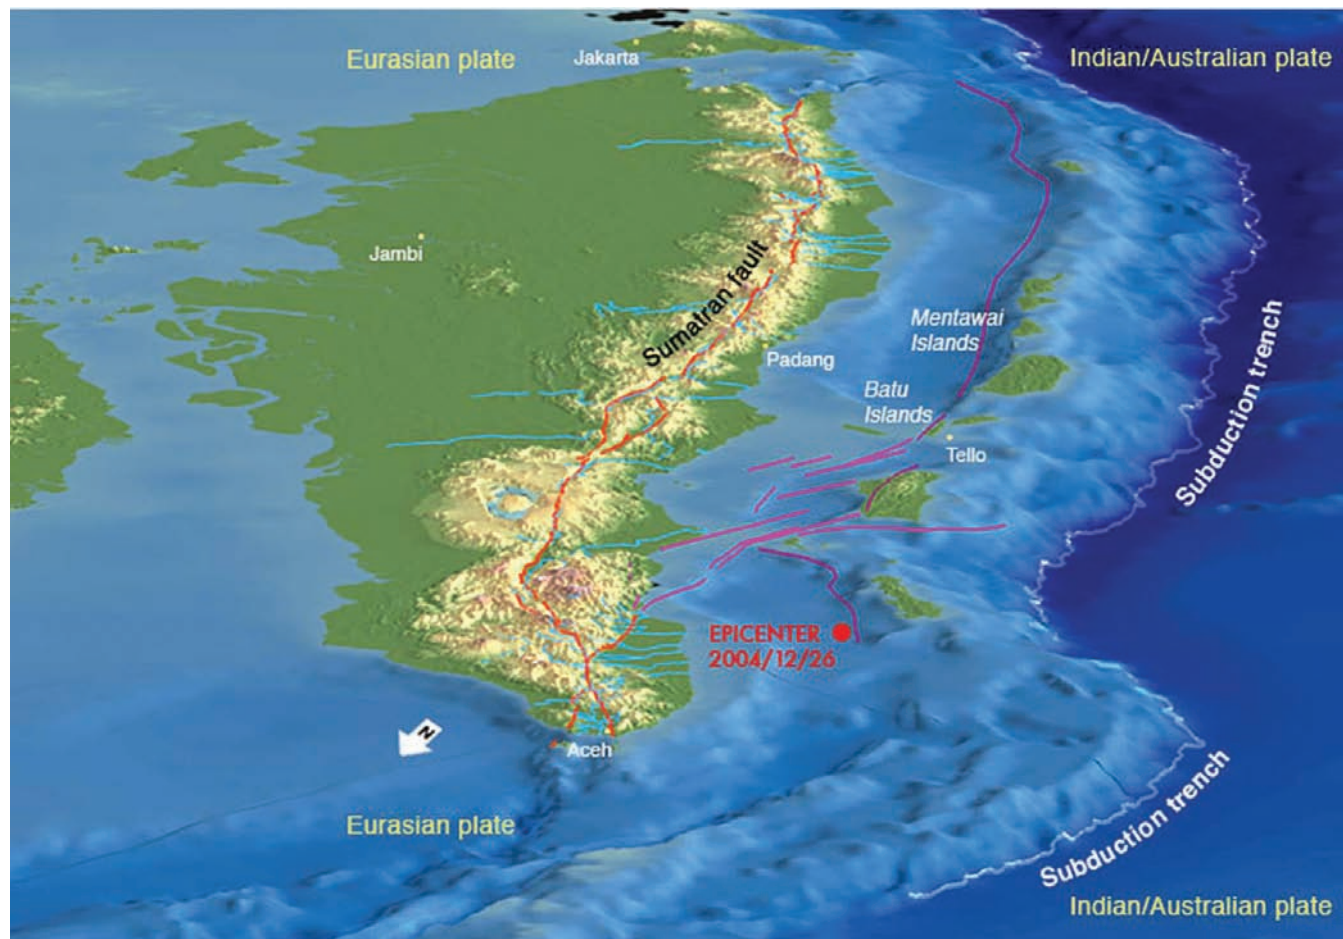 Eurasian plate
Jakarta
Indian/Australian plate
Jambi
Sumatran fault
Mentawai
Islands
Padang
Batu
Islands
Tello
Subduction trench
EPICENTER
2004/12/26
N
Aceh
Eurasian plate
Subduction trench
Indian/Australian plate